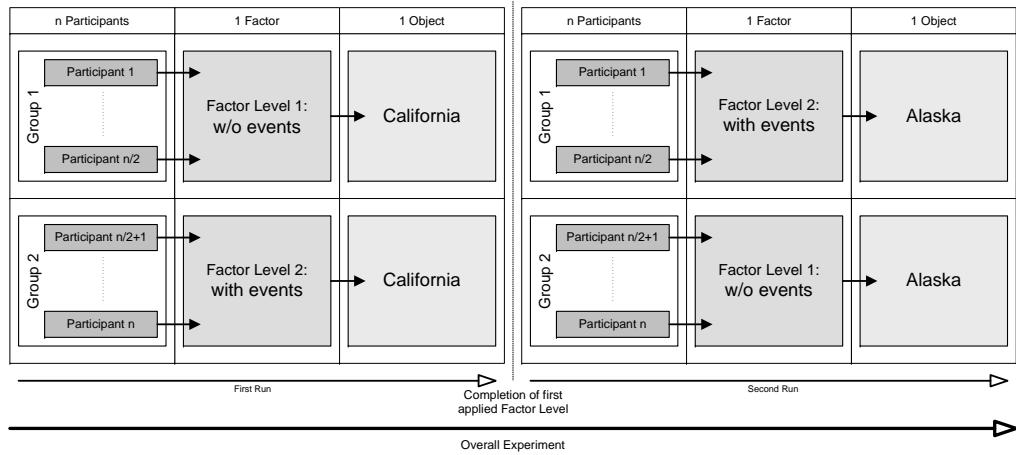 n Participants
1 Factor
1 Object
n Participants
1 Factor
1 Object
Group 1
Participant 1
Participant n/2
Factor Level 1:
w/o events
California
Group 1
Participant 1
Participant n/2
Factor Level 2:
with events
Alaska
Group 2
Participant n/2+1
Participant n
Factor Level 2:
with events
California
Group 2
Participant n/2+1
Participant n
Factor Level 1:
w/o events
Alaska
First Run
Completion of first
applied Factor Level
Second Run
Overall Experiment